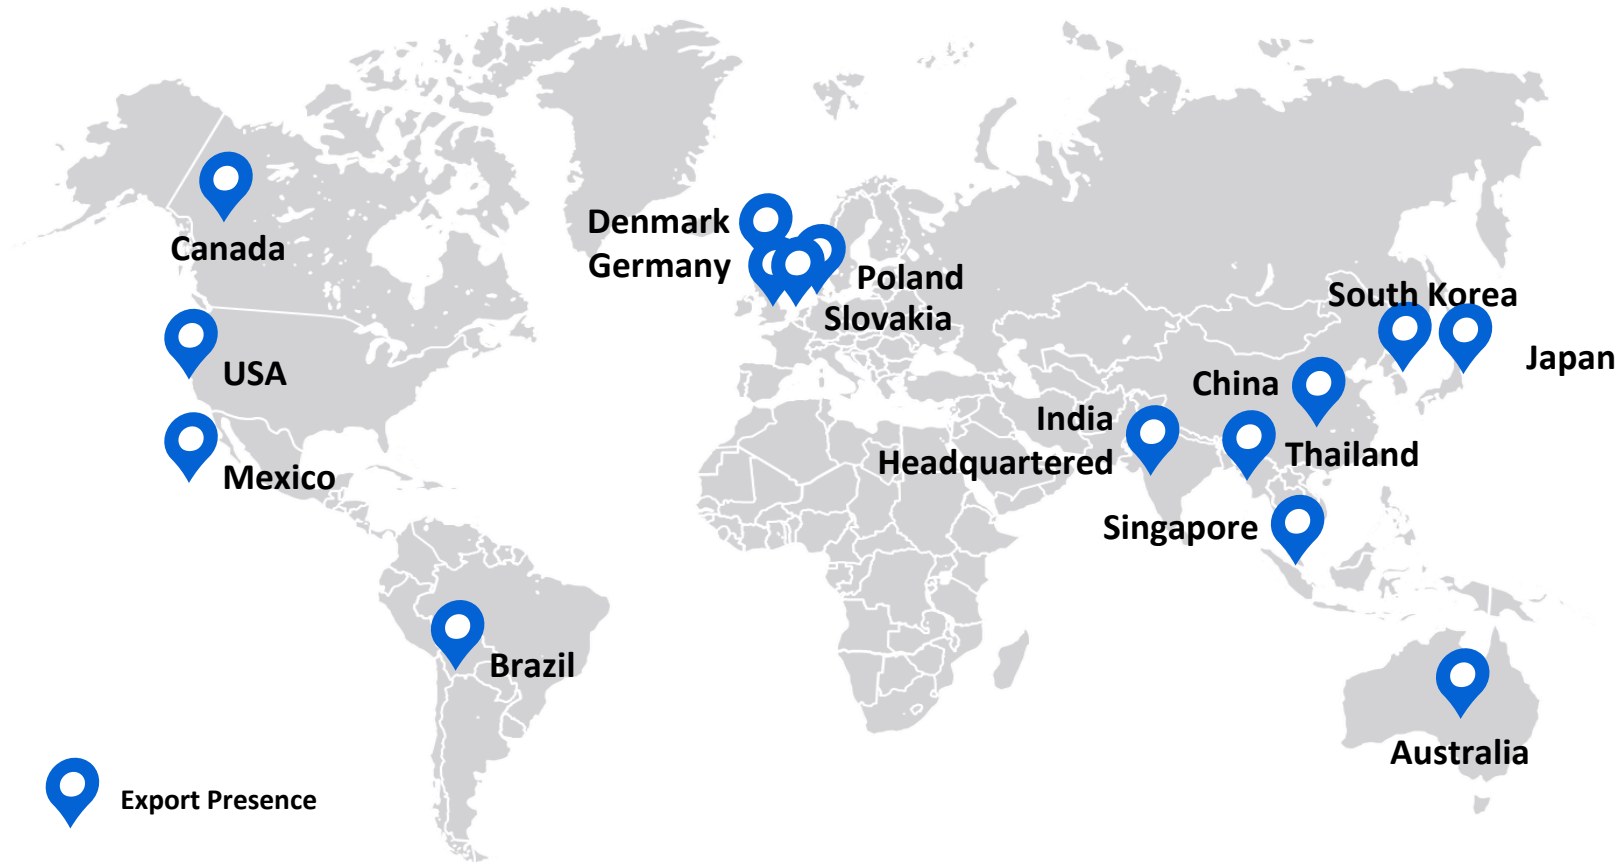 Canada
USA
Mexico
Brazil
Denmark
Germany
Poland
Slovakia
South Korea
Japan
China
India
Headquartered
Thailand
Singapore
Australia
Export Presence